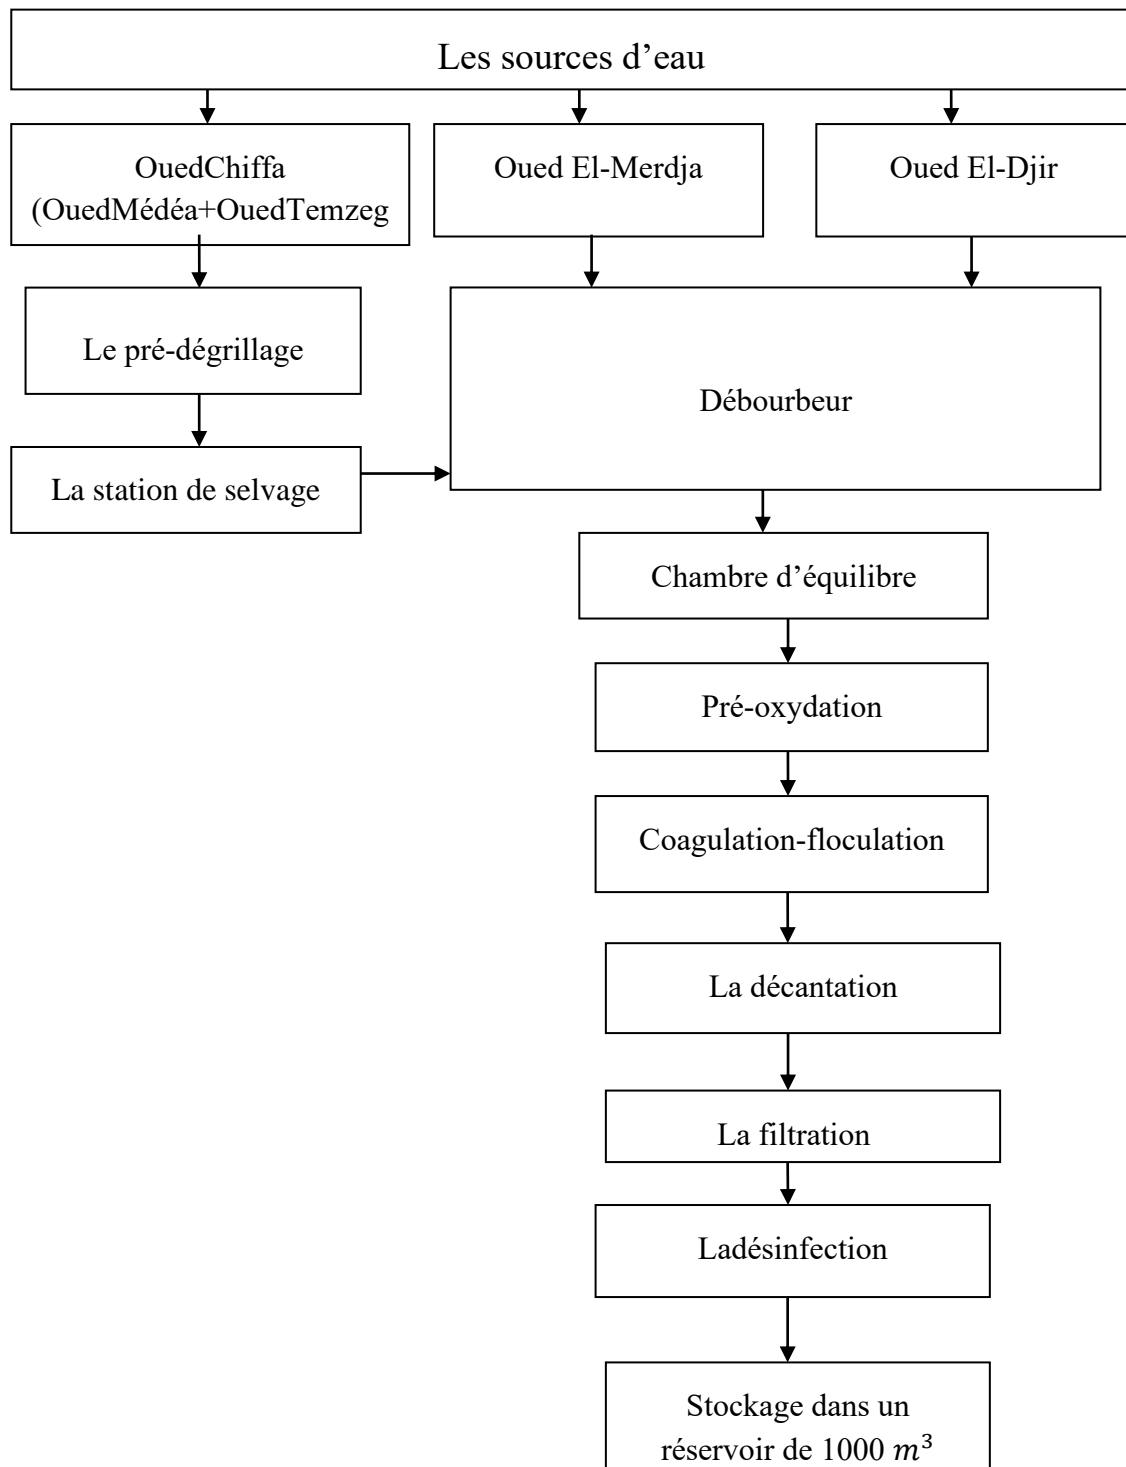 Les sources d’eau
OuedChiffa
(OuedMédéa+OuedTemzeg
Oued El-Merdja
Oued El-Djir
Le pré-dégrillage
Débourbeur
La station de selvage
Chambre d’équilibre
Pré-oxydation
Coagulation-floculation
La décantation
La filtration
Ladésinfection
Stockage dans un
réservoir de 1000 m³